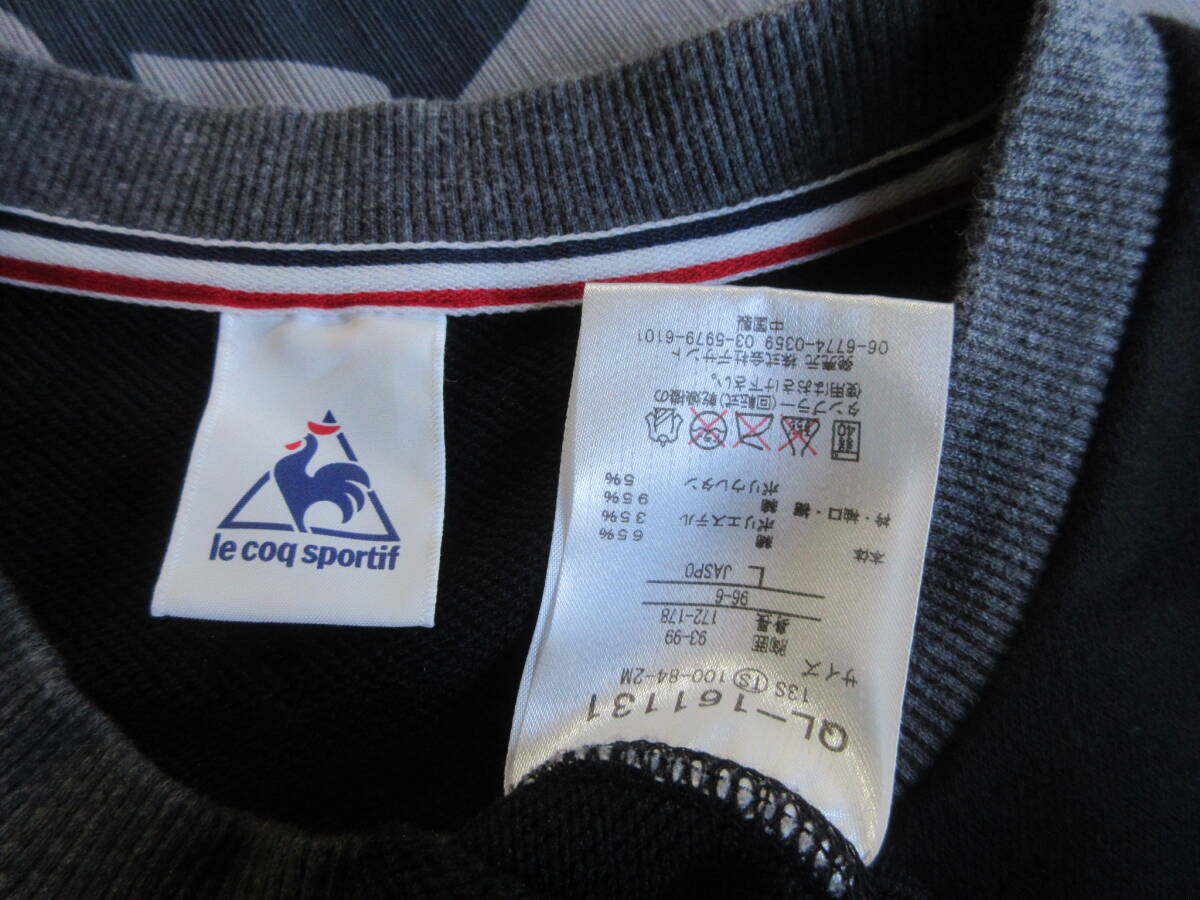 le coq sportif
QL-161131
13S TS 100-84-2M
サイズ
胸囲 93-99
身長 172-178
96-6
L JASPO
本体 綿 65%
ポリエステル 35%
衿・袖口・裾 綿 95%
ポリウレタン 5%
40
タンブラー(回転式)乾燥機の
使用はおさけ下さい。
発売元 株式会社デサント
06-6774-0359 03-5979-6101
中国製